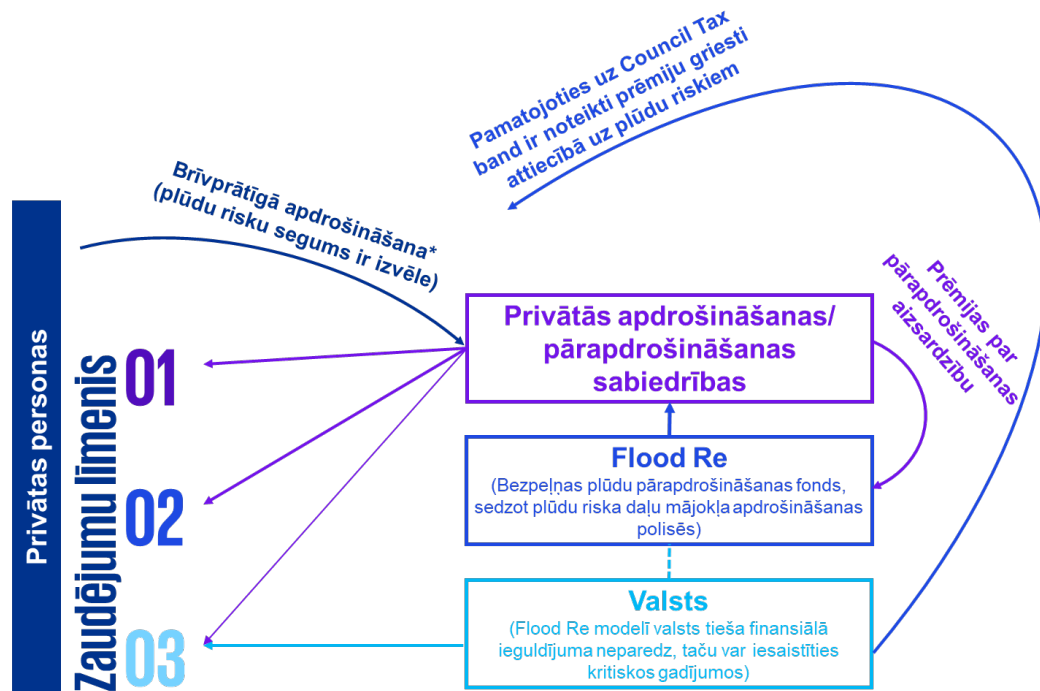 Pamatojoties uz Council Tax
band ir noteikti prēmiju griesti
attiecībā uz plūdu riskiem
Brīvprātīgā apdrošināšana*
(plūdu risku segums ir izvēle)
Prēmijas par
pārapdrošināšanas
aizsardzību
Privātas personas
Zaudējumu līmenis
01
02
03
Privātās apdrošināšanas/
pārapdrošināšanas
sabiedrības
Flood Re
(Bezpeļņas plūdu pārapdrošināšanas fonds,
sedzot plūdu riska daļu mājokļa apdrošināšanas
polisēs)
Valsts
(Flood Re modelī valsts tieša finansiālā
ieguldījuma neparedz, taču var iesaistīties
kritiskos gadījumos)